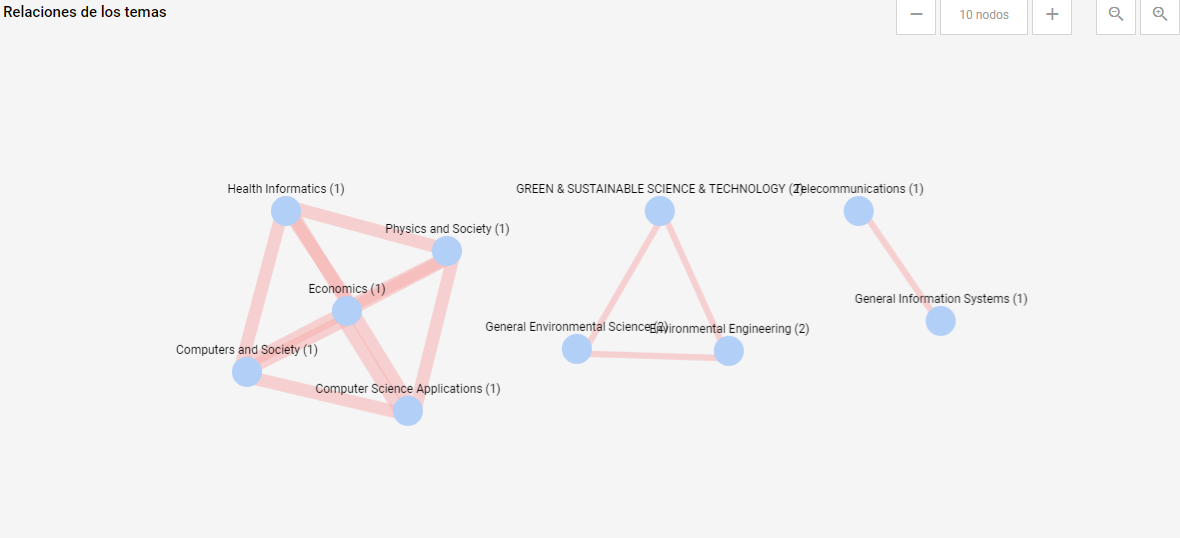 Relaciones de los temas
10 nodos
Health Informatics (1)
GREEN & SUSTAINABLE SCIENCE & TECHNOLOGY (2)
Telecommunications (1)
Physics and Society (1)
Economics (1)
General Information Systems (1)
General Environmental Science (2)
Environmental Engineering (2)
Computers and Society (1)
Computer Science Applications (1)